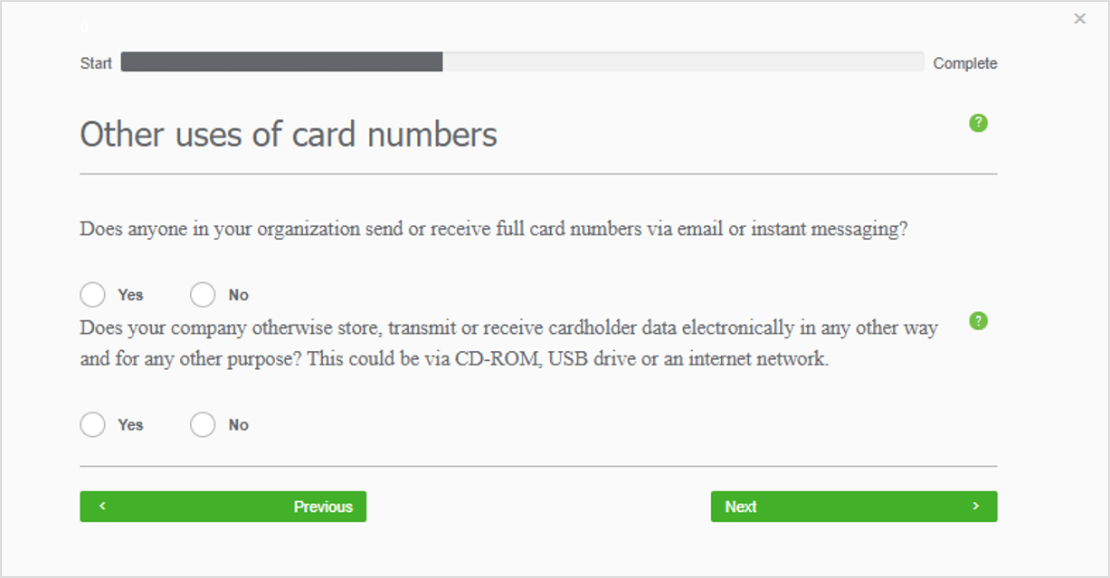 Start
Complete
Other uses of card numbers
?
Does anyone in your organization send or receive full card numbers via email or instant messaging?
Yes
No
Does your company otherwise store, transmit or receive cardholder data electronically in any other way
?
and for any other purpose? This could be via CD-ROM, USB drive or an internet network.
Yes
No
Previous
Next